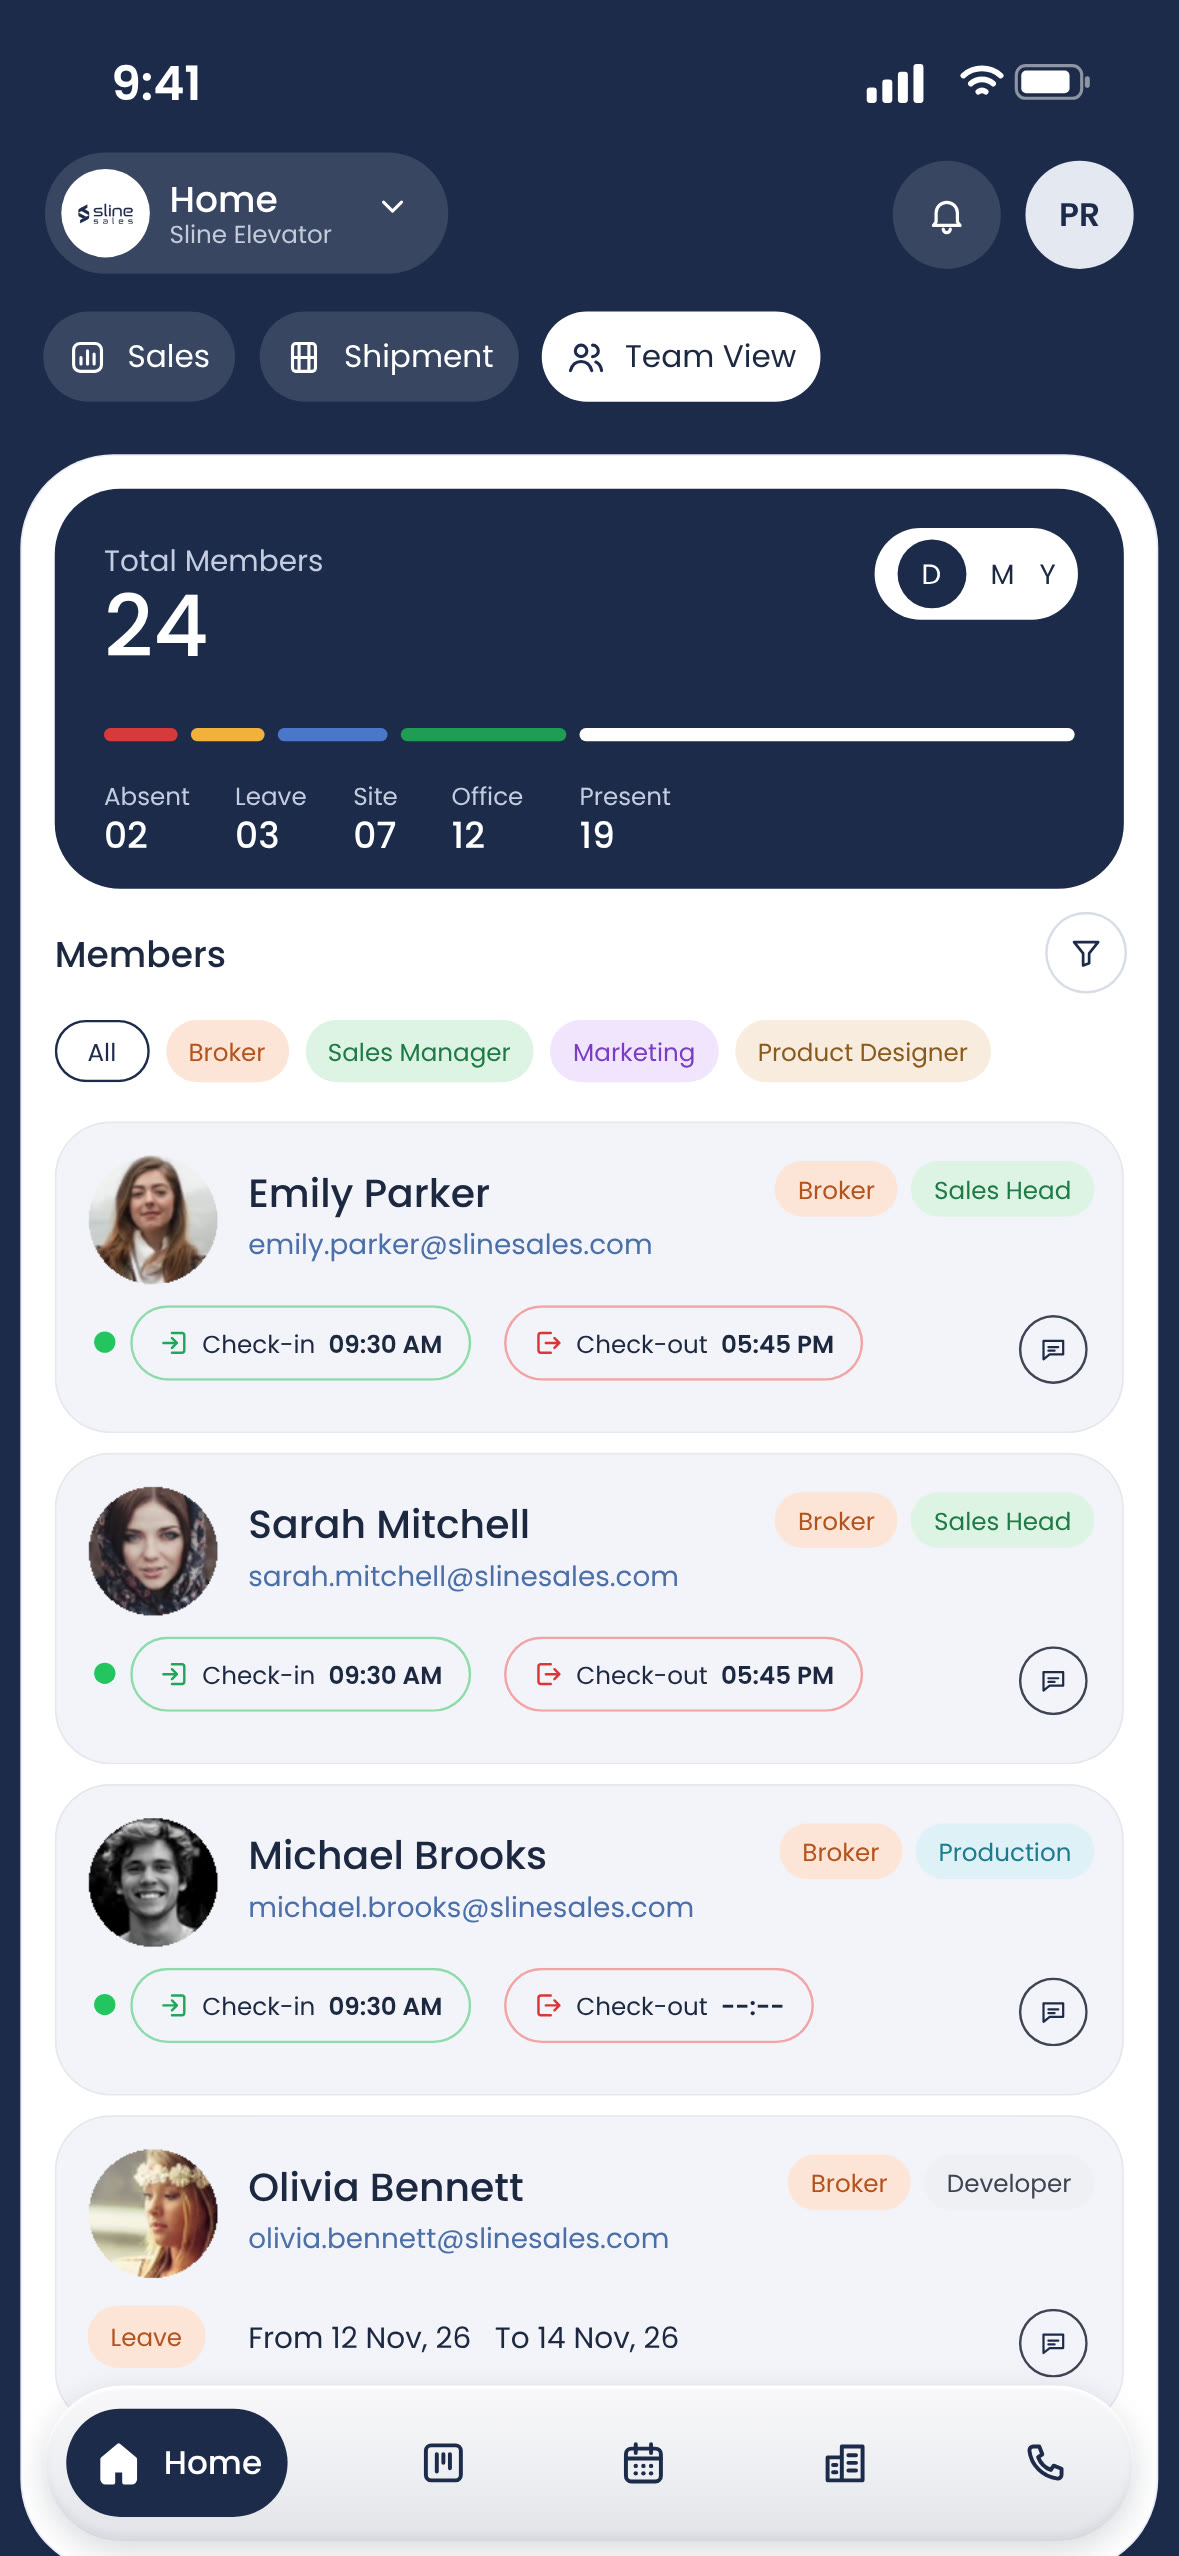 9:41
sline
sales
Home
Sline Elevator
PR
Sales
Shipment
Team View
Total Members
24
D M Y
Absent Leave Site Office Present
02 03 07 12 19
Members
All Broker Sales Manager Marketing Product Designer
Emily Parker Broker Sales Head
emily.parker@slinesales.com
Check-in 09:30 AM Check-out 05:45 PM
Sarah Mitchell Broker Sales Head
sarah.mitchell@slinesales.com
Check-in 09:30 AM Check-out 05:45 PM
Michael Brooks Broker Production
michael.brooks@slinesales.com
Check-in 09:30 AM Check-out --:--
Olivia Bennett Broker Developer
olivia.bennett@slinesales.com
Leave From 12 Nov, 26 To 14 Nov, 26
Home